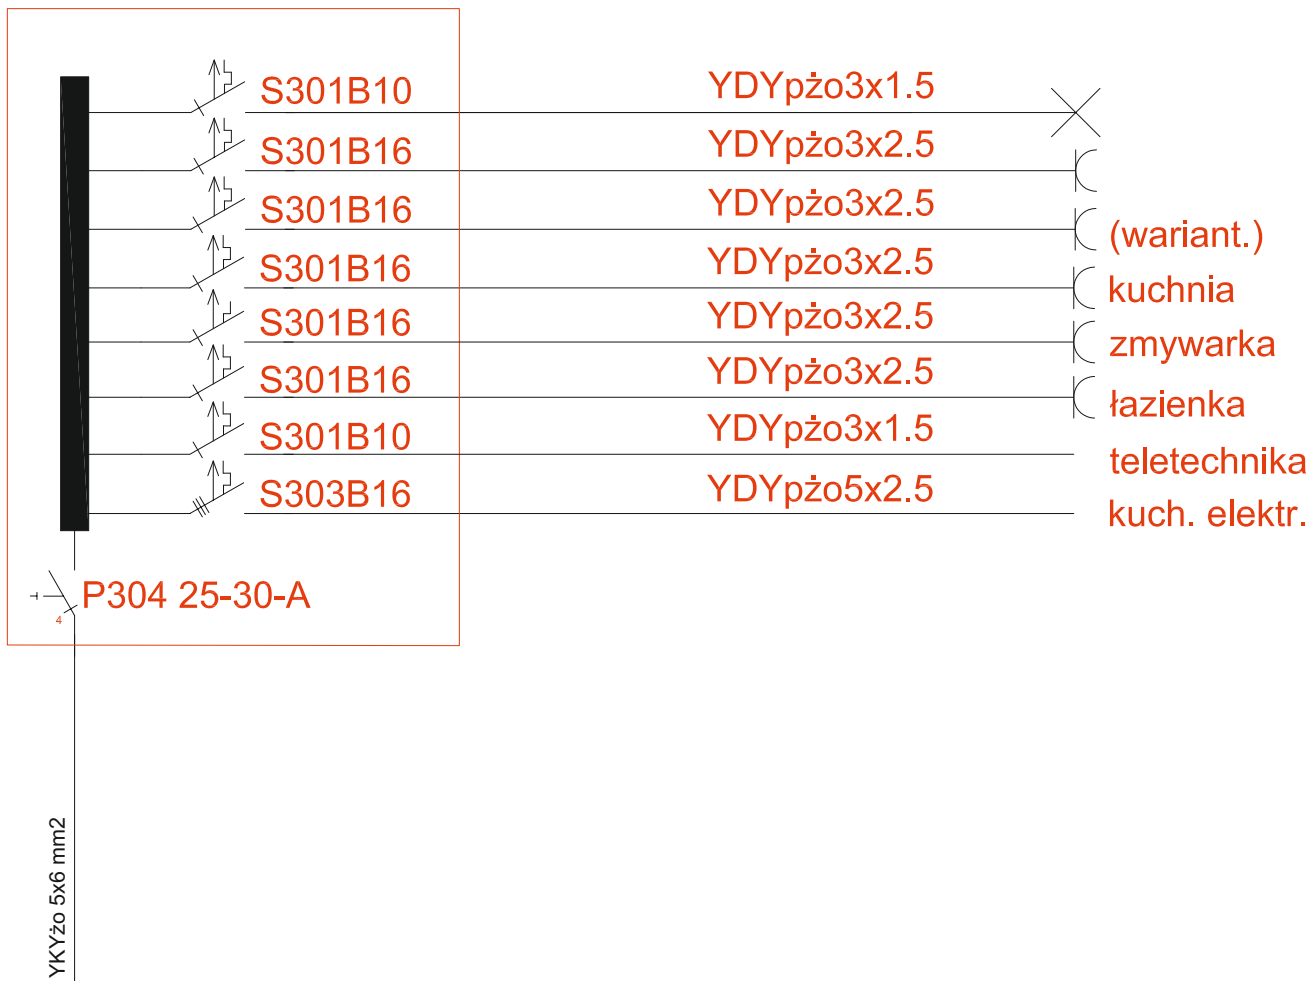 S301B10 YDYpżo3x1.5
S301B16 YDYpżo3x2.5
S301B16 YDYpżo3x2.5 (wariant.)
S301B16 YDYpżo3x2.5 kuchnia
S301B16 YDYpżo3x2.5 zmywarka
S301B16 YDYpżo3x2.5 łazienka
S301B10 YDYpżo3x1.5 teletechnika
S303B16 YDYpżo5x2.5 kuch. elektr.
P304 25-30-A
4
YKYżo 5x6 mm2